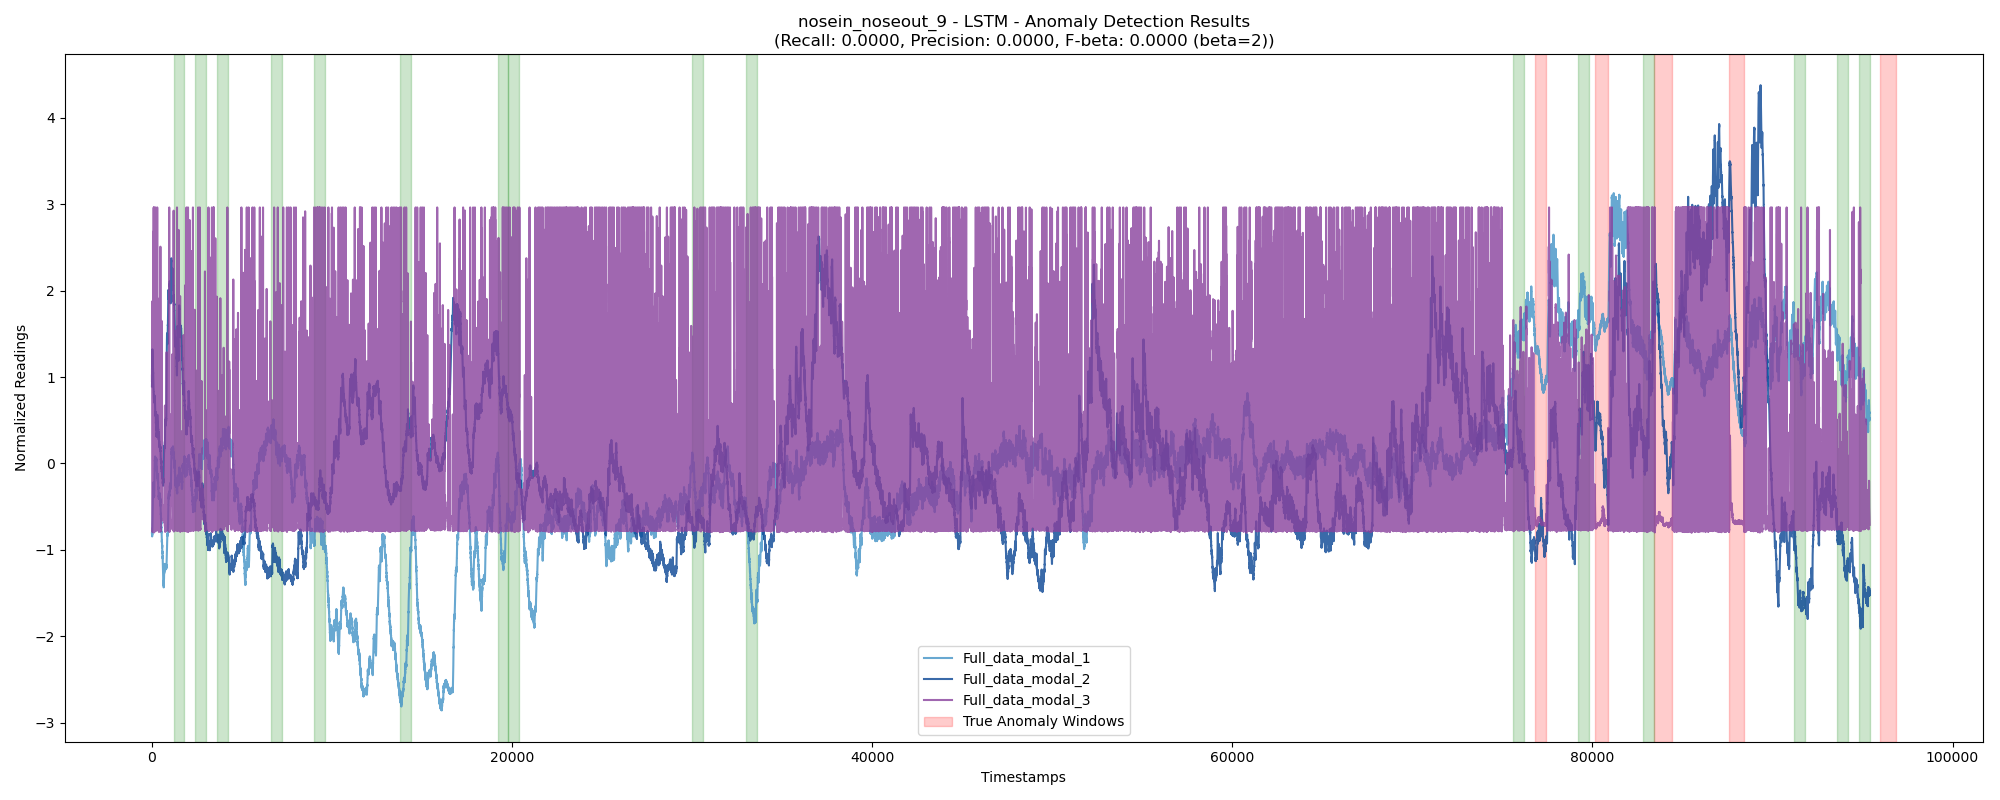 nosein_noseout_9 - LSTM - Anomaly Detection Results
(Recall: 0.0000, Precision: 0.0000, F-beta: 0.0000 (beta=2))
Normalized Readings
4
3
2
1
0
−1
−2
−3
Full_data_modal_1
Full_data_modal_2
Full_data_modal_3
True Anomaly Windows
0
20000
40000
60000
80000
100000
Timestamps